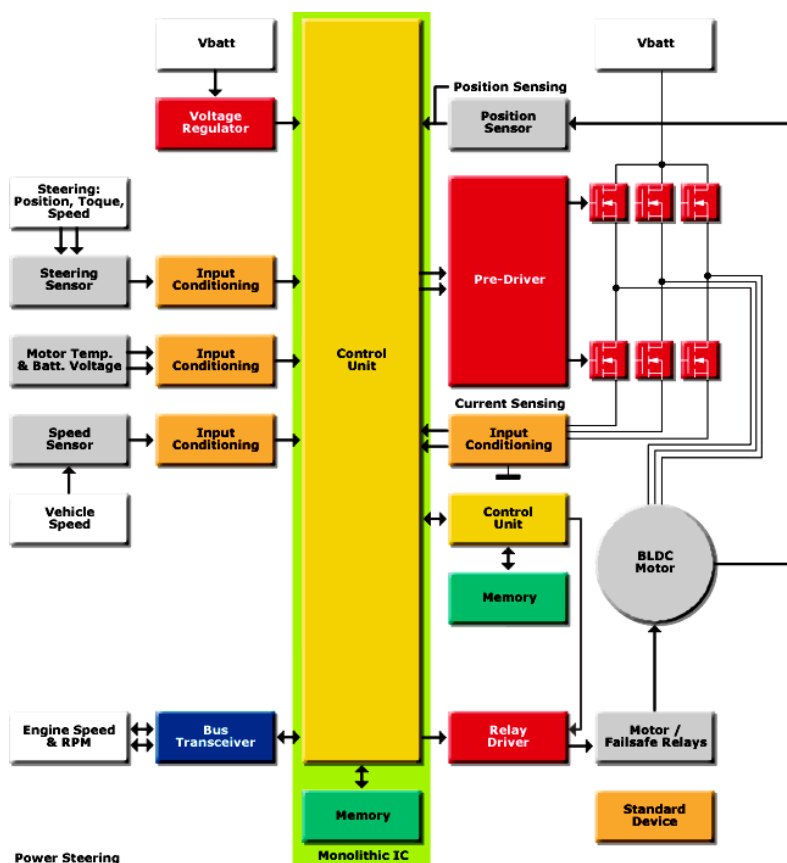 Vbatt
Vbatt
Position Sensing
Voltage
Regulator
Position
Sensor
Steering:
Position, Toque,
Speed
Steering
Sensor
Input
Conditioning
Pre-Driver
Motor Temp.
& Batt. Voltage
Input
Conditioning
Control
Unit
Current Sensing
Speed
Sensor
Input
Conditioning
Input
Conditioning
Vehicle
Speed
Control
Unit
BLDC
Motor
Memory
Engine Speed
& RPM
Bus
Transceiver
Relay
Driver
Motor /
Failsafe Relays
Memory
Standard
Device
Power Steering
Monolithic IC